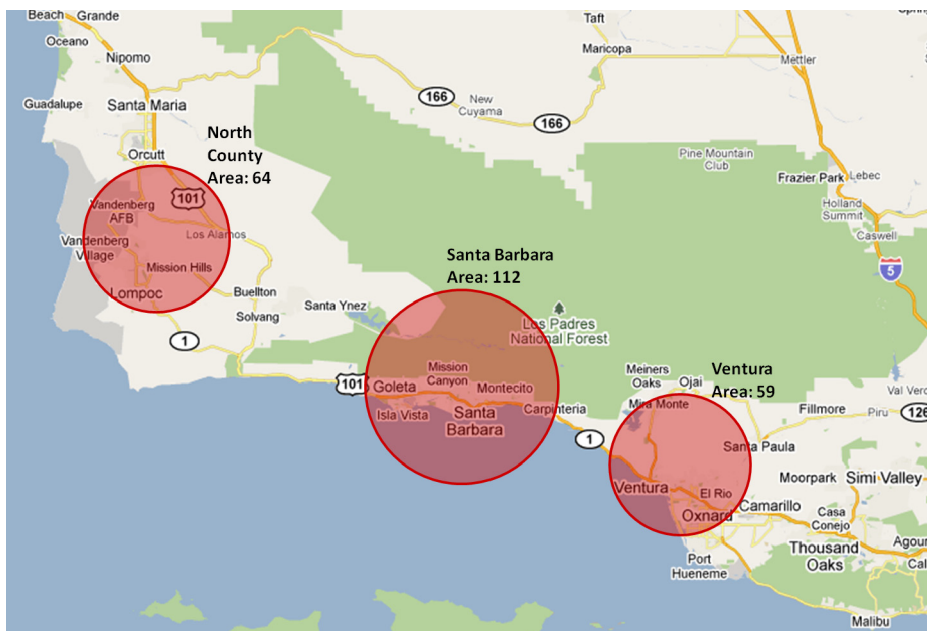 Beach
Grande
Oceano
Nipomo
Guadalupe
Santa Maria
Orcutt
Taft
Maricopa
166
New
Cuyama
166
Mettler
North
County
Area: 64
101
Vandenberg
AFB
Los Alamos
Vandenberg
Village
Mission Hills
Lompoc
Buellton
Solvang
1
Pine Mountain
Club
Frazier Park
Lebec
Holland
Summit
Caswell
5
Santa Barbara
Area: 112
Santa Ynez
Los Padres
National Forest
101
Goleta
Mission
Canyon
Montecito
Isla Vista
Santa
Barbara
Carpinteria
1
Ventura
Area: 59
Meiners
Oaks
Ojai
Mira Monte
Santa Paula
Fillmore
Piru
126
Val Verde
Ventura
El Rio
Oxnard
Camarillo
Port
Hueneme
Moorpark
Simi Valley
Casa
Conejo
Thousand
Oaks
Agour
Cal
Malibu